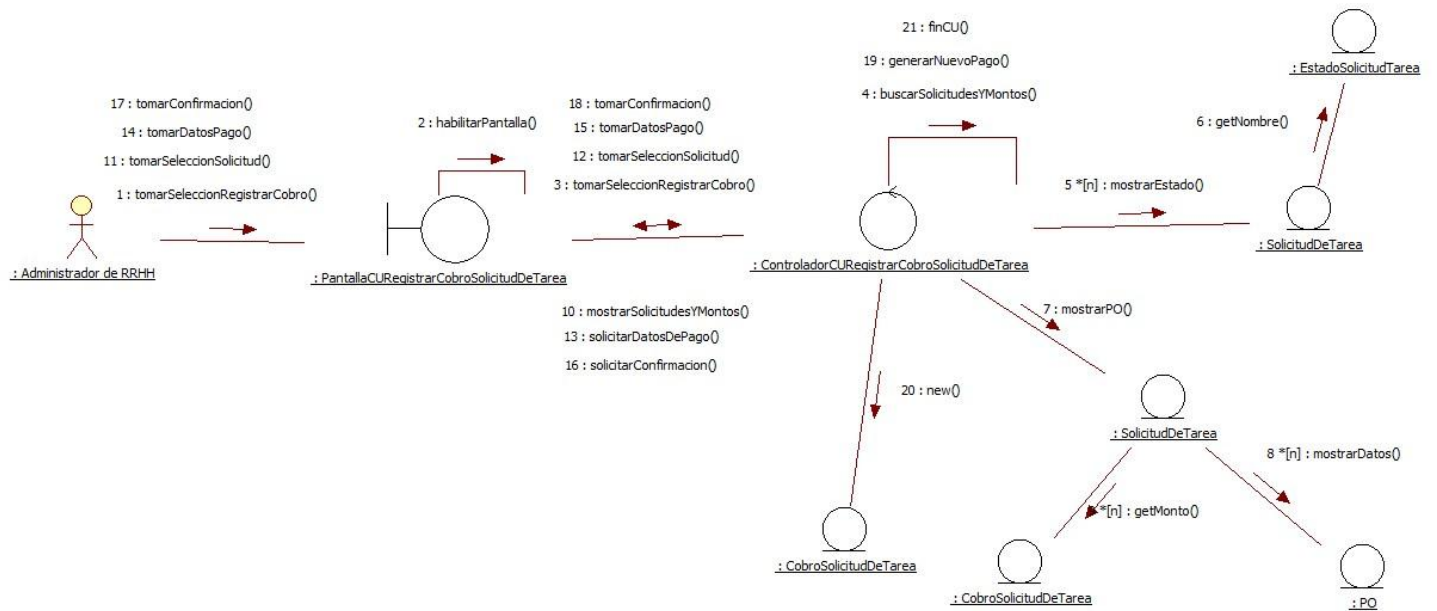 21 : finCU()
19 : generarNuevoPago()
4 : buscarSolicitudesYMontos()
: EstadoSolicitudTarea
17 : tomarConfirmacion()
14 : tomarDatosPago()
11 : tomarSeleccionSolicitud()
1 : tomarSeleccionRegistrarCobro()
2 : habilitarPantalla()
18 : tomarConfirmacion()
15 : tomarDatosPago()
12 : tomarSeleccionSolicitud()
3 : tomarSeleccionRegistrarCobro()
6 : getNombre()
5 *[n] : mostrarEstado()
: SolicitudDeTarea
: Administrador de RRHH
: PantallaCURegistrarCobroSolicitudDeTarea
: ControladorCURegistrarCobroSolicitudDeTarea
10 : mostrarSolicitudesYMontos()
13 : solicitarDatosDePago()
16 : solicitarConfirmacion()
7 : mostrarPO()
20 : new()
: SolicitudDeTarea
8 *[n] : mostrarDatos()
*[n] : getMonto()
: CobroSolicitudDeTarea
: CobroSolicitudDeTarea
: PO